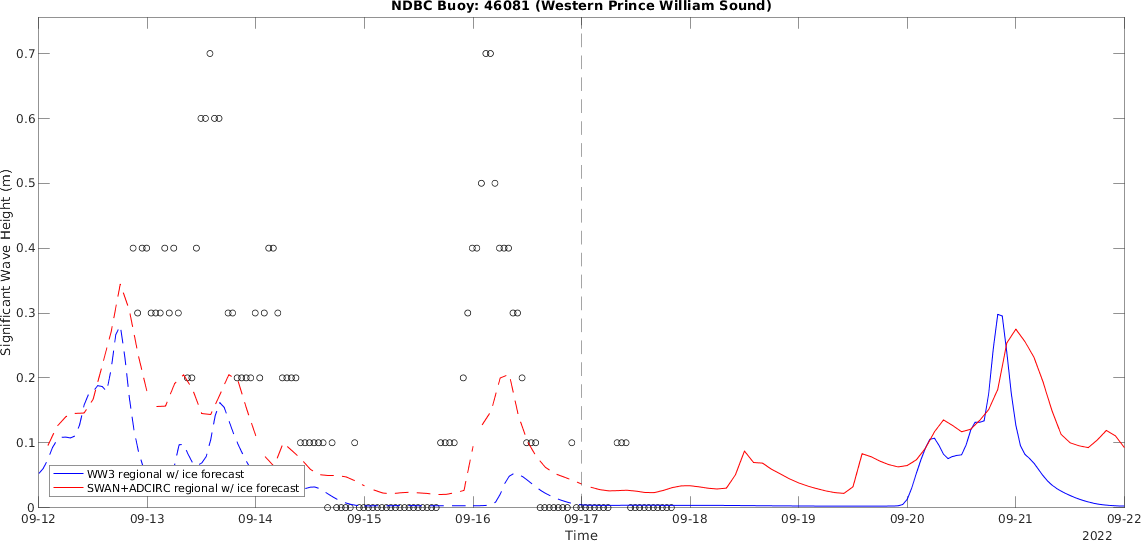 NDBC Buoy: 46081 (Western Prince William Sound)
0.7
0.6
0.5
0.4
0.3
0.2
0.1
0
Significant Wave Height (m)
WW3 regional w/ ice forecast
SWAN+ADCIRC regional w/ ice forecast
09-12 09-13 09-14 09-15 09-16 09-17 09-18 09-19 09-20 09-21 09-22
Time
2022